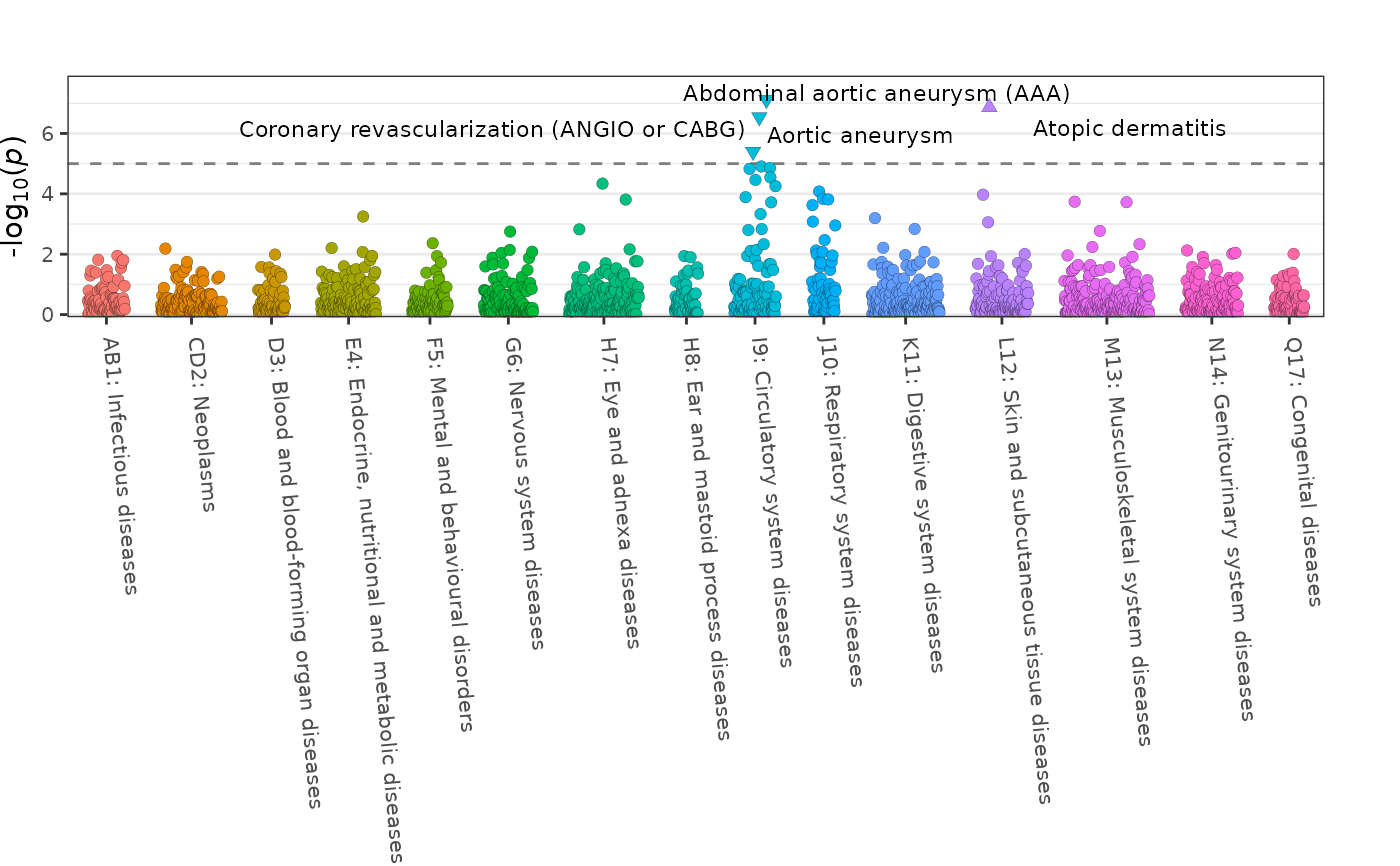 Abdominal aortic aneurysm (AAA)
Coronary revascularization (ANGIO or CABG)
Aortic aneurysm
Atopic dermatitis
-log10(p)
6
4
2
0
AB1: Infectious diseases
CD2: Neoplasms
D3: Blood and blood-forming organ diseases
E4: Endocrine, nutritional and metabolic diseases
F5: Mental and behavioural disorders
G6: Nervous system diseases
H7: Eye and adnexa diseases
H8: Ear and mastoid process diseases
I9: Circulatory system diseases
J10: Respiratory system diseases
K11: Digestive system diseases
L12: Skin and subcutaneous tissue diseases
M13: Musculoskeletal system diseases
N14: Genitourinary system diseases
Q17: Congenital diseases